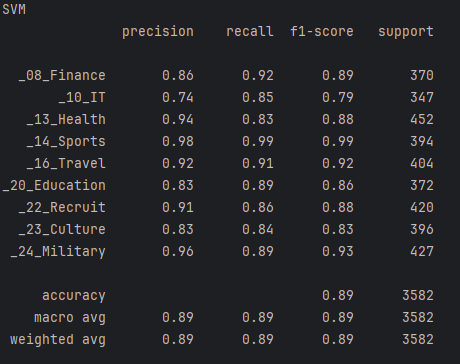 SVM
precision recall f1-score support
_08_Finance 0.86 0.92 0.89 370
_10_IT 0.74 0.85 0.79 347
_13_Health 0.94 0.83 0.88 452
_14_Sports 0.98 0.99 0.99 394
_16_Travel 0.92 0.91 0.92 404
_20_Education 0.83 0.89 0.86 372
_22_Recruit 0.91 0.86 0.88 420
_23_Culture 0.83 0.84 0.83 396
_24_Military 0.96 0.89 0.93 427
accuracy 0.89 3582
macro avg 0.89 0.89 0.89 3582
weighted avg 0.89 0.89 0.89 3582